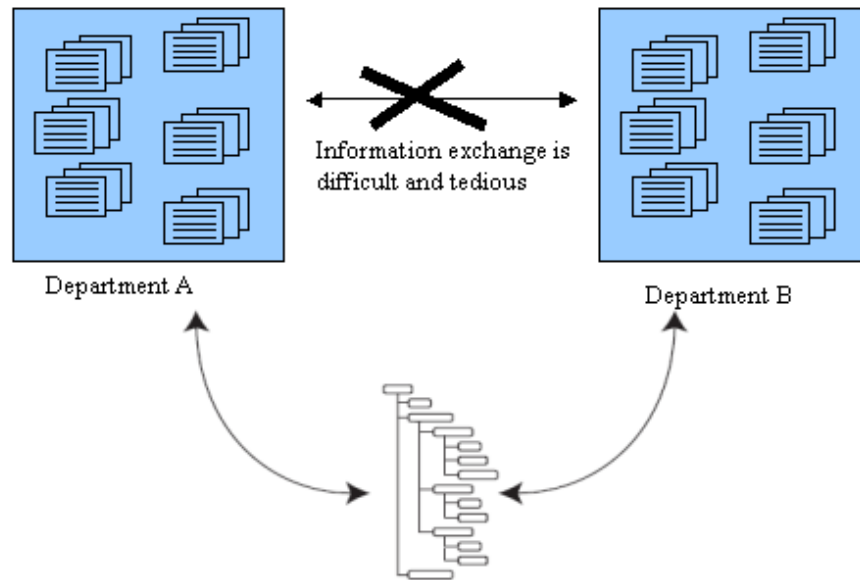 Information exchange is
difficult and tedious
Department A
Department B